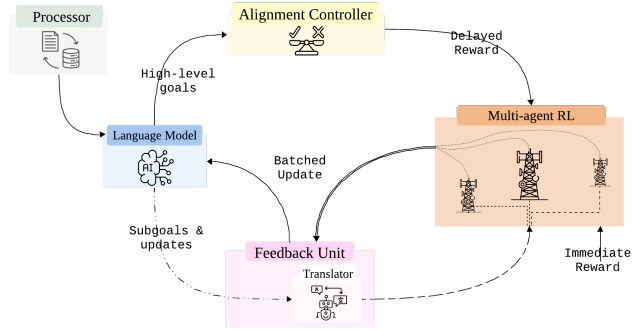 Processor
Alignment Controller
Delayed
Reward
High-level
goals
Multi-agent RL
Language Model
AI
Batched
Update
Subgoals &
updates
Feedback Unit
Translator
A
Immediate
Reward